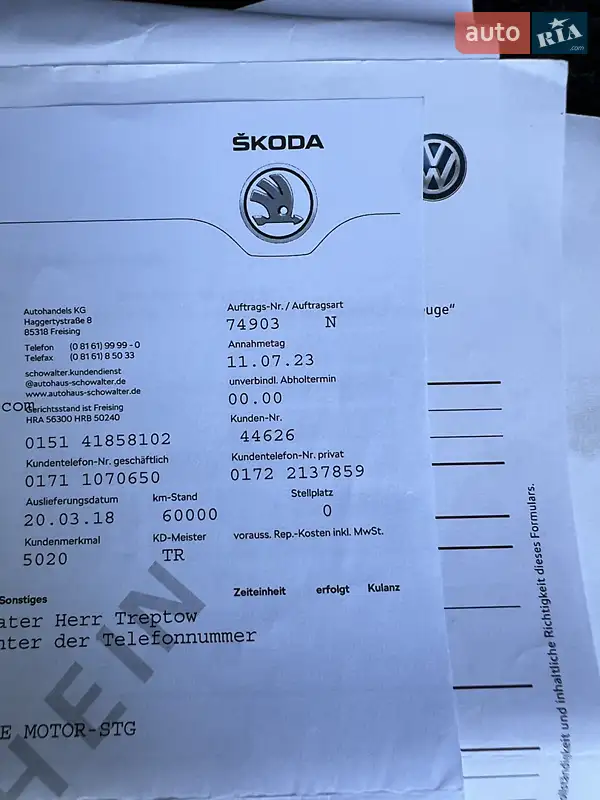 auto RIA .com
ŠKODA
Autohandels KG
Haggertystraße 8
85318 Freising
Telefon (0 81 61) 99 99 - 0
Telefax (0 81 61) 8 50 33
schowalter.kundendienst
@autohaus-schowalter.de
www.autohaus-schowalter.de
Gerichtsstand ist Freising
HRA 56300 HRB 50240
com
0151 41858102
Kundentelefon-Nr. geschäftlich
0171 1070650
Auslieferungsdatum km-Stand
20.03.18 60000
Kundenmerkmal KD-Meister
5020 TR
Auftrags-Nr. / Auftragsart
74903 N
Annahmetag
11.07.23
unverbindl. Abholtermin
00.00
Kunden-Nr.
44626
Kundentelefon-Nr. privat
0172 2137859
Stellplatz
0
vorauss. Rep.-Kosten inkl. MwSt.
Zeiteinheit erfolgt Kulanz
Sonstiges
ater Herr Treptow
nter der Telefonnummer
HEIN
E MOTOR-STG
uge"
ollständigkeit und inhaltliche Richtigkeit dieses Formulars.